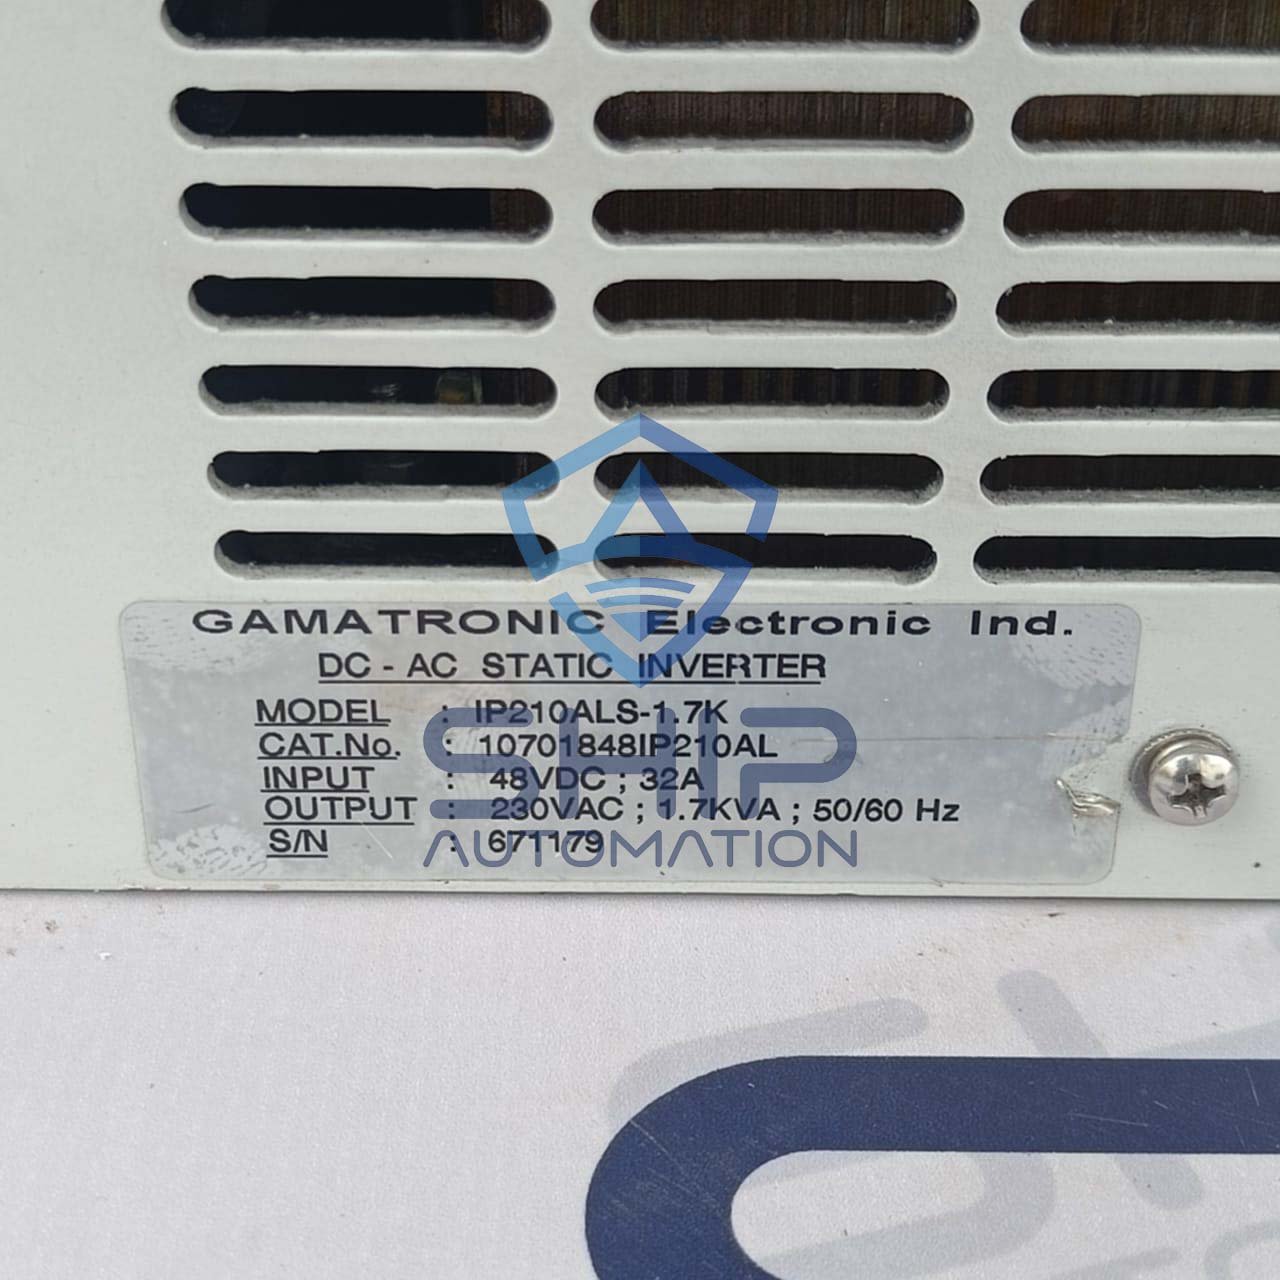 GAMATRONIC Electronic Ind.
DC - AC STATIC INVERTER
MODEL : IP210ALS-1.7K
CAT.No. : 10701848IP210AL
INPUT : 48VDC ; 32A
OUTPUT : 230VAC ; 1.7KVA ; 50/60 Hz
S/N : 671179
SHIP
AUTOMATION